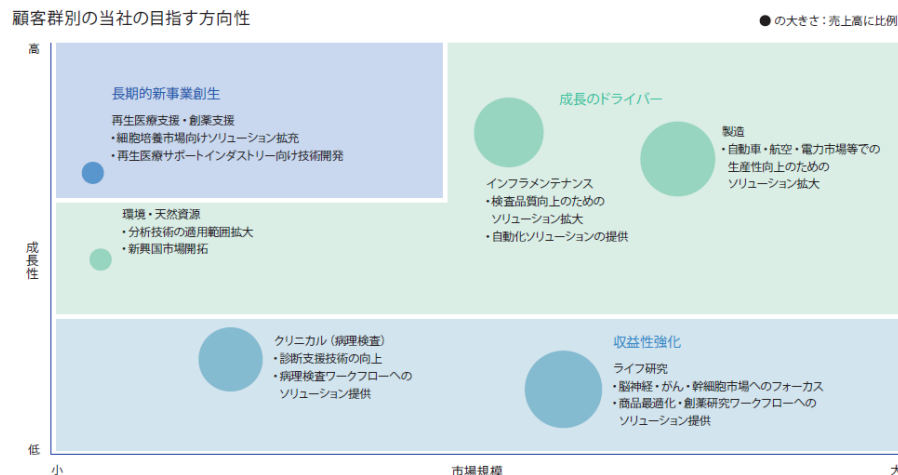 顧客群別の当社の目指す方向性
● の大きさ：売上高に比例
高
長期的新事業創生
再生医療支援・創薬支援
・細胞培養市場向けソリューション拡充
・再生医療サポートインダストリー向け技術開発
成長のドライバー
製造
・自動車・航空・電力市場等での
生産性向上のための
ソリューション拡大
インフラメンテナンス
・検査品質向上のための
ソリューション拡大
・自動化ソリューションの提供
環境・天然資源
・分析技術の適用範囲拡大
・新興国市場開拓
成長性
クリニカル（病理検査）
・診断支援技術の向上
・病理検査ワークフローへの
ソリューション提供
収益性強化
ライフ研究
・脳神経・がん・幹細胞市場へのフォーカス
・商品最適化・創薬研究ワークフローへの
ソリューション提供
低
小
市場規模
大